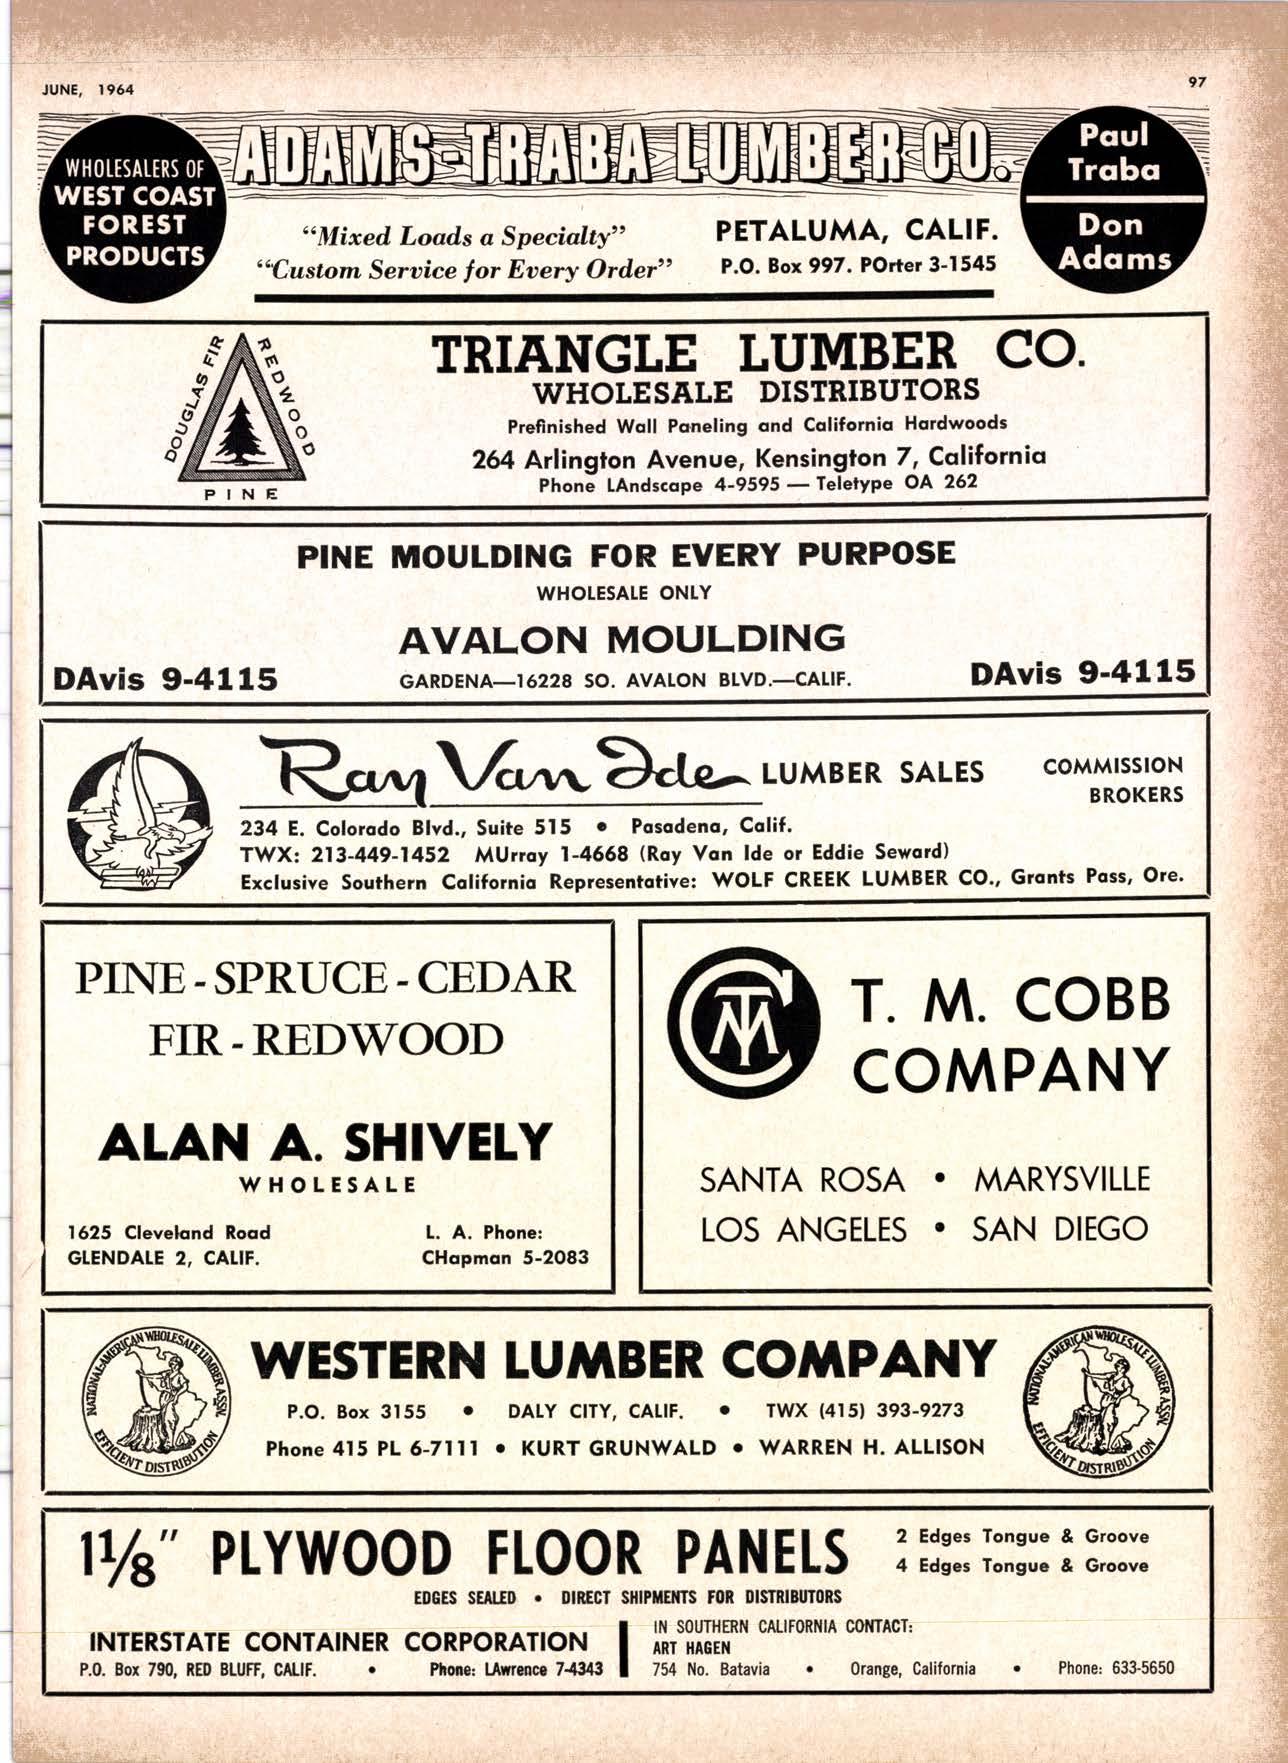 JUNE, 1964
97
WHOLESALERS OF
WEST COAST
FOREST
PRODUCTS
ADAMS-TRABA LUMBER CO.
"Mixed Loads a Specialty"
"Custom Service for Every Order"
PETALUMA, CALIF.
P.O. Box 997. POrter 3-1545
Paul
Traba
Don
Adams
DOUGLAS FIR
REDWOOD
PINE
TRIANGLE LUMBER CO.
WHOLESALE DISTRIBUTORS
Prefinished Wall Paneling and California Hardwoods
264 Arlington Avenue, Kensington 7, California
Phone LAndscape 4-9595 — Teletype OA 262
PINE MOULDING FOR EVERY PURPOSE
WHOLESALE ONLY
AVALON MOULDING
DAvis 9-4115
GARDENA—16228 SO. AVALON BLVD.—CALIF.
DAvis 9-4115
Ray Van Ide LUMBER SALES
COMMISSION
BROKERS
234 E. Colorado Blvd., Suite 515 • Pasadena, Calif.
TWX: 213-449-1452 MUrray 1-4668 (Ray Van Ide or Eddie Seward)
Exclusive Southern California Representative: WOLF CREEK LUMBER CO., Grants Pass, Ore.
PINE - SPRUCE - CEDAR
FIR - REDWOOD
ALAN A. SHIVELY
WHOLESALE
1625 Cleveland Road
GLENDALE 2, CALIF.
L. A. Phone:
CHapman 5-2083
TMC
T. M. COBB
COMPANY
SANTA ROSA • MARYSVILLE
LOS ANGELES • SAN DIEGO
NATIONAL-AMERICAN WHOLESALE LUMBER ASSN.
EFFICIENT DISTRIBUTION
WESTERN LUMBER COMPANY
P.O. Box 3155 • DALY CITY, CALIF. • TWX (415) 393-9273
Phone 415 PL 6-7111 • KURT GRUNWALD • WARREN H. ALLISON
NATIONAL-AMERICAN WHOLESALE LUMBER ASSN.
EFFICIENT DISTRIBUTION
1⅛" PLYWOOD FLOOR PANELS
2 Edges Tongue & Groove
4 Edges Tongue & Groove
EDGES SEALED • DIRECT SHIPMENTS FOR DISTRIBUTORS
INTERSTATE CONTAINER CORPORATION
P.O. Box 790, RED BLUFF, CALIF. • Phone: LAwrence 7-4343
IN SOUTHERN CALIFORNIA CONTACT:
ART HAGEN
754 No. Batavia • Orange, California • Phone: 633-5650